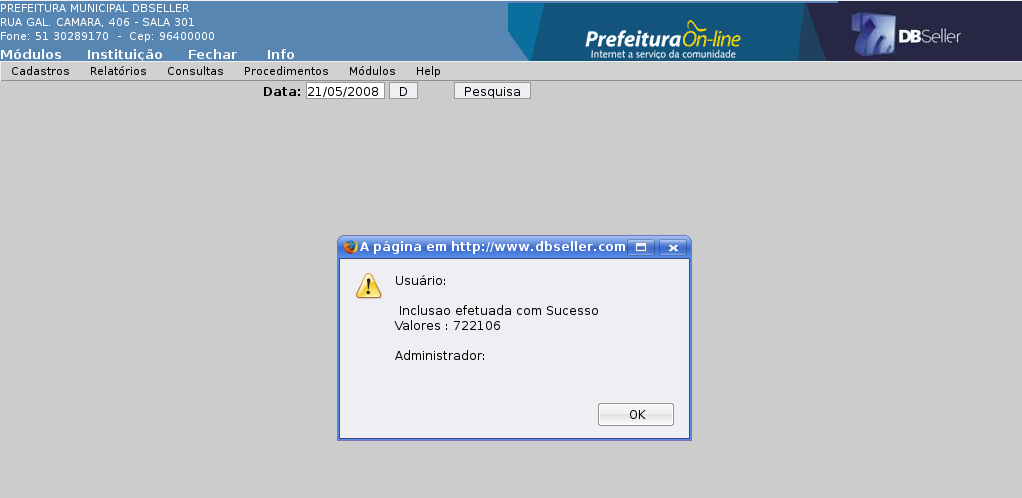 PREFEITURA MUNICIPAL DBSELLER
RUA GAL. CAMARA, 406 - SALA 301
Fone: 51 30289170 - Cep: 96400000
Módulos Instituição Fechar Info
PrefeituraOn-line
Internet a serviço da comunidade
DBSeller
Cadastros Relatórios Consultas Procedimentos Módulos Help
Data: 21/05/2008 D Pesquisa
A página em http://www.dbseller.com
Usuário:
Inclusao efetuada com Sucesso
Valores : 722106
Administrador:
OK